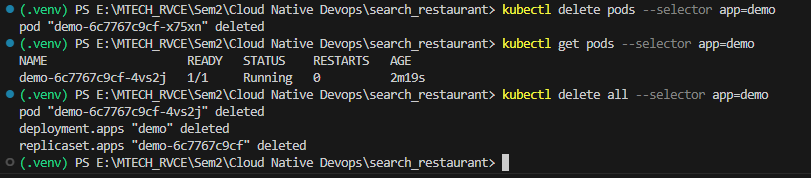 (.venv) PS E:\MTECH_RVCE\Sem2\Cloud Native Devops\search_restaurant> kubectl delete pods --selector app=demo
pod "demo-6c7767c9cf-x75xn" deleted
(.venv) PS E:\MTECH_RVCE\Sem2\Cloud Native Devops\search_restaurant> kubectl get pods --selector app=demo
NAME READY STATUS RESTARTS AGE
demo-6c7767c9cf-4vs2j 1/1 Running 0 2m19s
(.venv) PS E:\MTECH_RVCE\Sem2\Cloud Native Devops\search_restaurant> kubectl delete all --selector app=demo
pod "demo-6c7767c9cf-4vs2j" deleted
deployment.apps "demo" deleted
replicaset.apps "demo-6c7767c9cf" deleted
(.venv) PS E:\MTECH_RVCE\Sem2\Cloud Native Devops\search_restaurant>